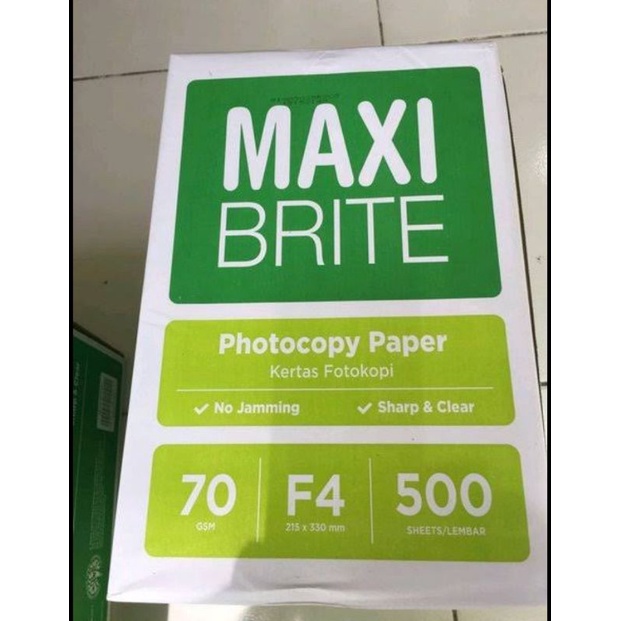 MAXI
BRITE
Photocopy Paper
Kertas Fotokopi
✓ No Jamming ✓ Sharp & Clear
70 F4 500
GSM 215 x 330 mm SHEETS/LEMBAR